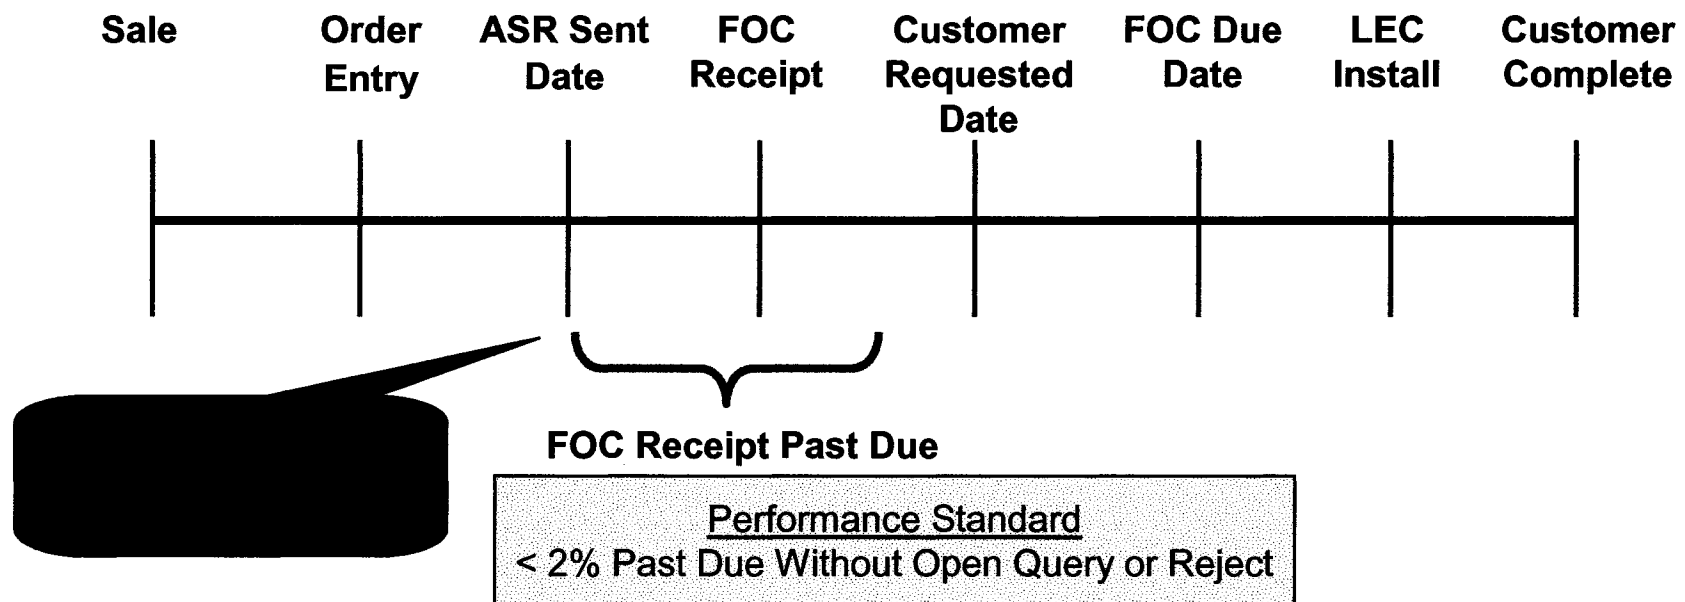 Sale
Order
Entry
ASR Sent
Date
FOC
Receipt
Customer
Requested
Date
FOC Due
Date
LEC
Install
Customer
Complete
FOC Receipt Past Due
Performance Standard
< 2% Past Due Without Open Query or Reject